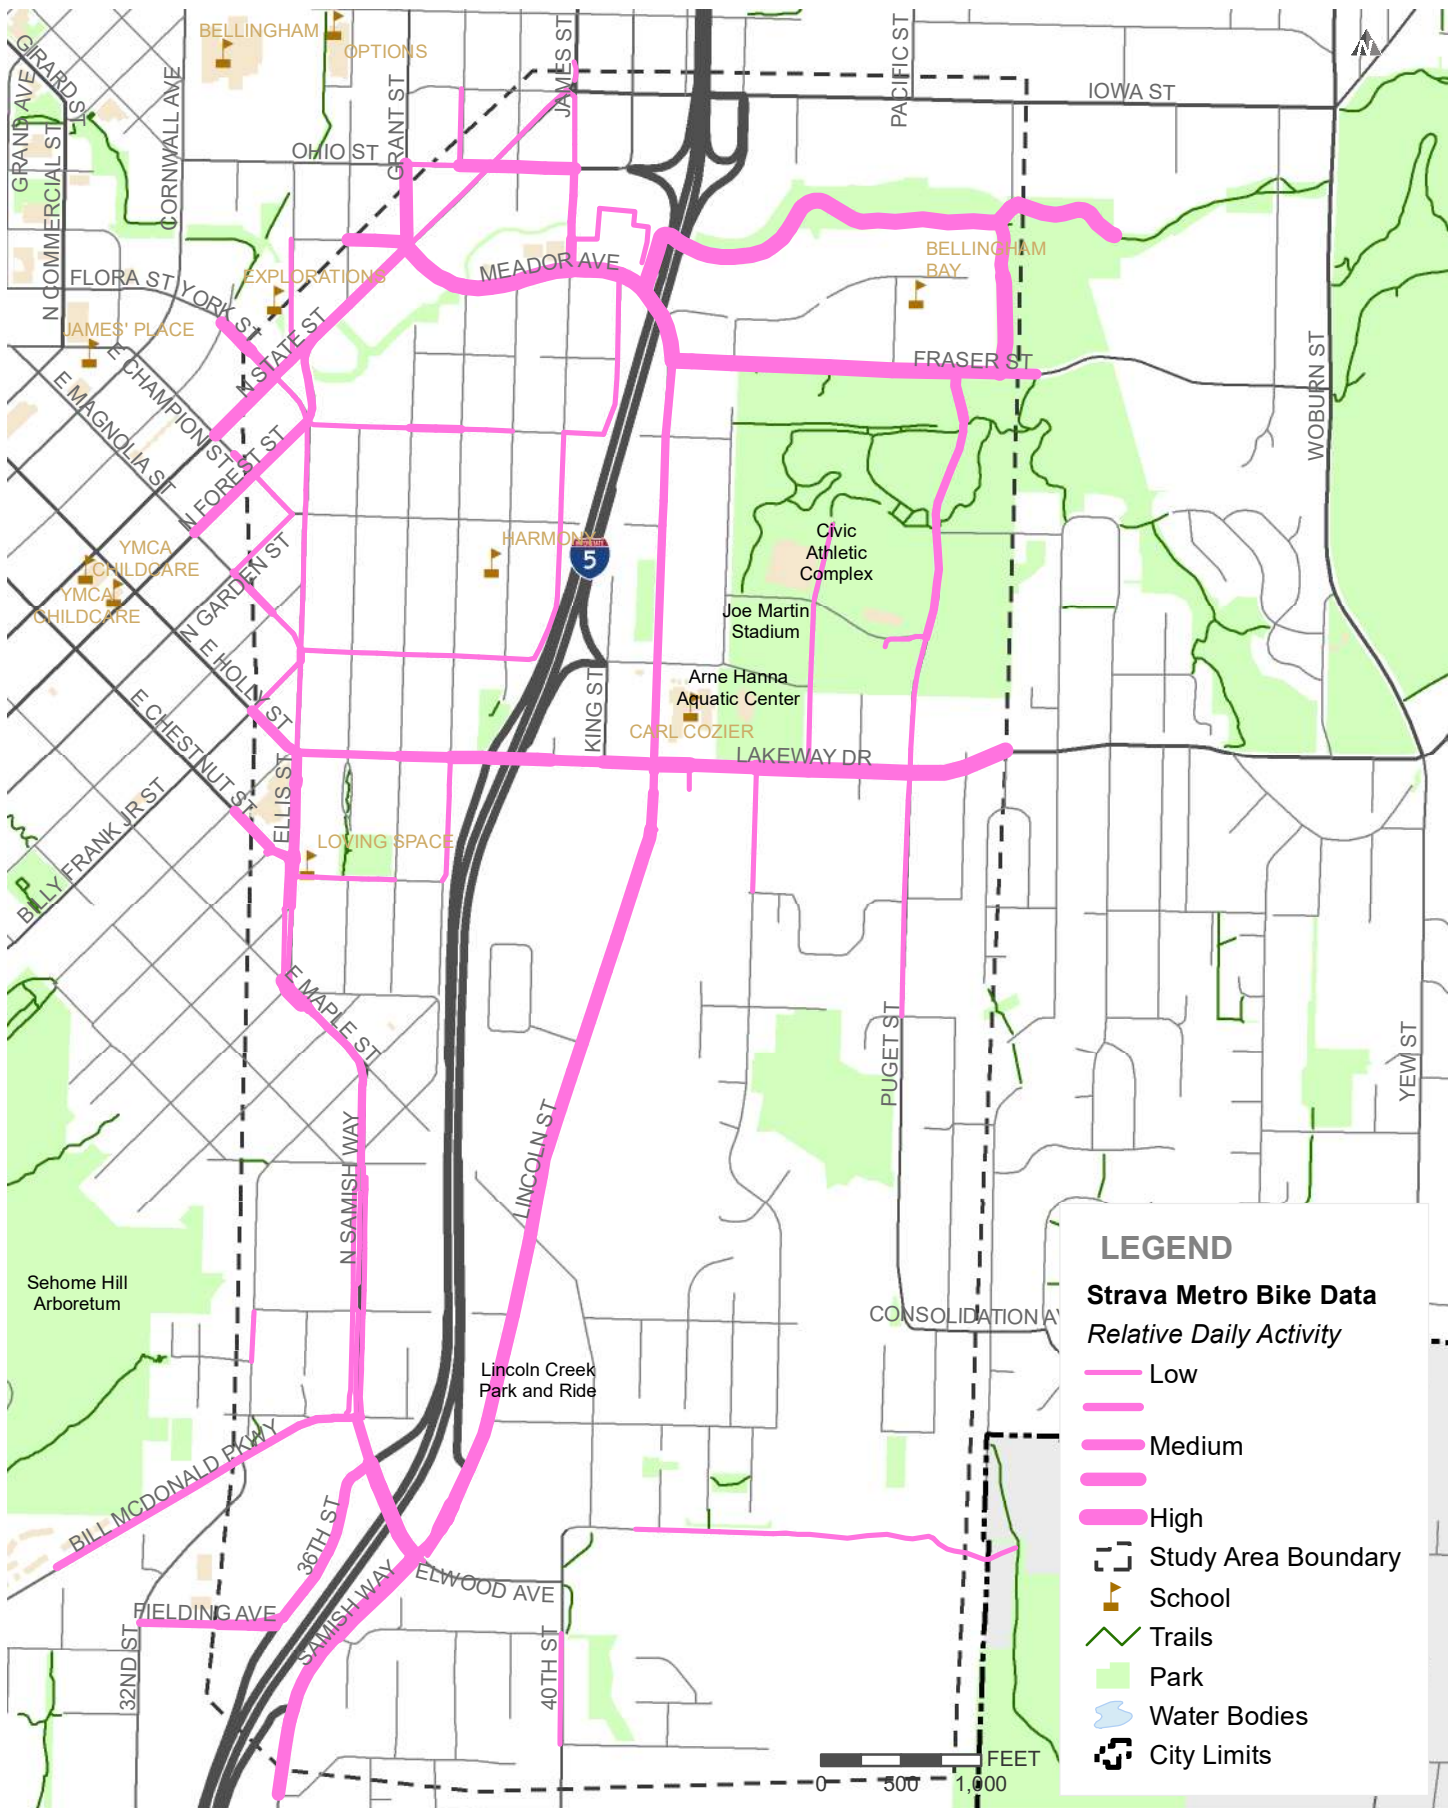 BELLINGHAM
OPTIONS
GIRARD ST
GRAND AVE
N COMMERCIAL ST
CORNWALL AVE
GRANT ST
JAMES ST
PACIFIC ST
IOWA ST
N
OHIO ST
MEADOR AVE
BELLINGHAM
BAY
FLORA ST
YORK ST
EXPLORATIONS
JAMES' PLACE
N STATE ST
FRASER ST
WOBURN ST
E CHAMPION ST
E MAGNOLIA ST
N FOREST ST
HARMONY
INTERSTATE
5
Civic
Athletic
Complex
YMCA
CHILDCARE
YMCA
CHILDCARE
N GARDEN ST
Joe Martin
Stadium
N E HOLLY ST
Arne Hanna
Aquatic Center
KING ST
CARL COZIER
E CHESTNUT ST
LAKEWAY DR
ELLIS ST
BILLY FRANK JR ST
LOVING SPACE
E MAPLE ST
PUGET ST
YEW ST
N SAMISH WAY
LINCOLN ST
Sehome Hill
Arboretum
CONSOLIDATION AV
Lincoln Creek
Park and Ride
BILL MCDONALD PKWY
36TH ST
ELWOOD AVE
SAMISH WAY
FIELDING AVE
32ND ST
40TH ST
LEGEND
Strava Metro Bike Data
Relative Daily Activity
Low
Medium
High
Study Area Boundary
School
Trails
Park
Water Bodies
City Limits
FEET
0 500 1,000